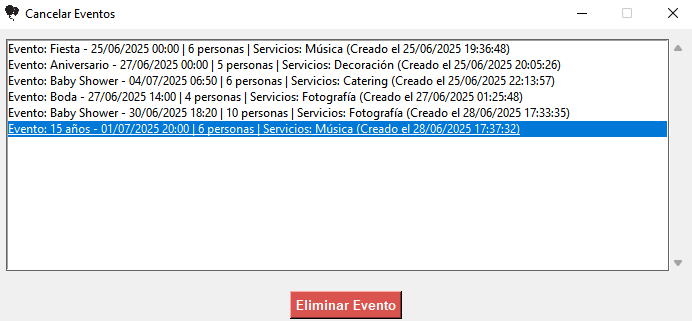 Cancelar Eventos
Evento: Fiesta - 25/06/2025 00:00 | 6 personas | Servicios: Música (Creado el 25/06/2025 19:36:48)
Evento: Aniversario - 27/06/2025 00:00 | 5 personas | Servicios: Decoración (Creado el 25/06/2025 20:05:26)
Evento: Baby Shower - 04/07/2025 06:50 | 6 personas | Servicios: Catering (Creado el 25/06/2025 22:13:57)
Evento: Boda - 27/06/2025 14:00 | 4 personas | Servicios: Fotografía (Creado el 27/06/2025 01:25:48)
Evento: Baby Shower - 30/06/2025 18:20 | 10 personas | Servicios: Fotografía (Creado el 28/06/2025 17:33:35)
Evento: 15 años - 01/07/2025 20:00 | 6 personas | Servicios: Música (Creado el 28/06/2025 17:37:32)
Eliminar Evento